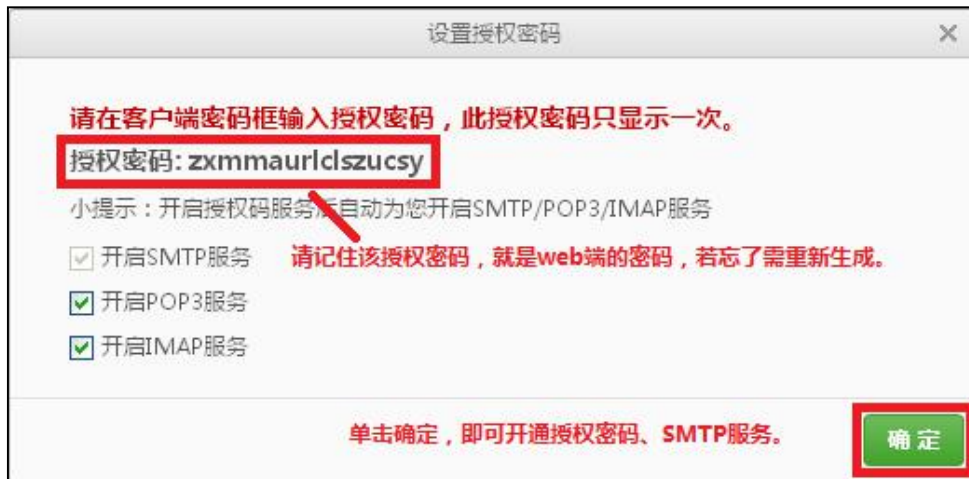 设置授权密码
请在客户端密码框输入授权密码，此授权密码只显示一次。
授权密码: zxmmaurlclszucsy
小提示：开启授权码服务后自动为您开启SMTP/POP3/IMAP服务
开启SMTP服务
请记住该授权密码，就是web端的密码，若忘了需重新生成。
开启POP3服务
开启IMAP服务
单击确定，即可开通授权密码、SMTP服务。
确 定